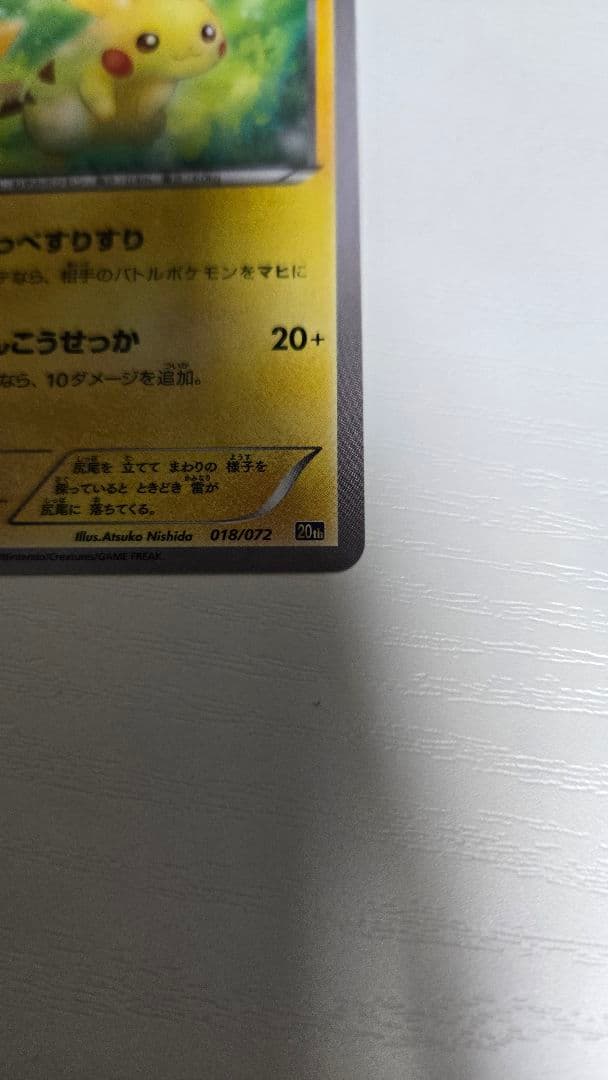 っぺすりすり
なら、相手のバトルポケモンをマヒに
こうせっか 20+
なら、10ダメージを追加。
尻尾を 立てて まわりの 様子を
探っていると ときどき 雷が
尻尾に 落ちてくる。
Illus.Atsuko Nishida 018/072 20th
Nintendo/Creatures/GAME FREAK